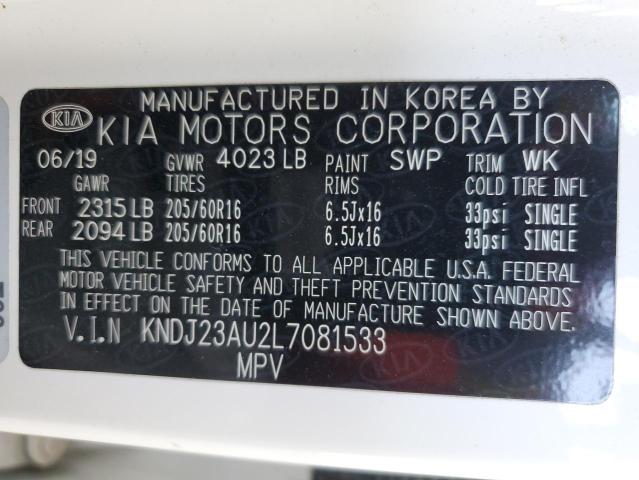 MANUFACTURED IN KOREA BY
KIA KIA MOTORS CORPORATION
06/19 GVWR 4023 LB PAINT SWP TRIM WK
GAWR TIRES RIMS COLD TIRE INFL
FRONT 2315 LB 205/60R16 6.5Jx16 33psi SINGLE
REAR 2094 LB 205/60R16 6.5Jx16 33psi SINGLE
THIS VEHICLE CONFORMS TO ALL APPLICABLE U.S.A. FEDERAL
MOTOR VEHICLE SAFETY AND THEFT PREVENTION STANDARDS
IN EFFECT ON THE DATE OF MANUFACTURE SHOWN ABOVE.
V.I.N KNDJ23AU2L7081533
MPV